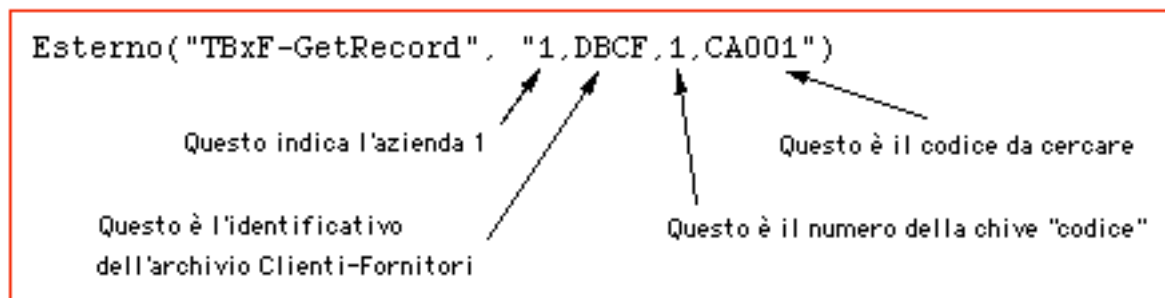 Esterno("TBxF-GetRecord", "1,DBCF,1,CA001")
Questo indica l'azienda 1
Questo è il codice da cercare
Questo è l'identificativo
dell'archivio Clienti-Fornitori
Questo è il numero della chive "codice"